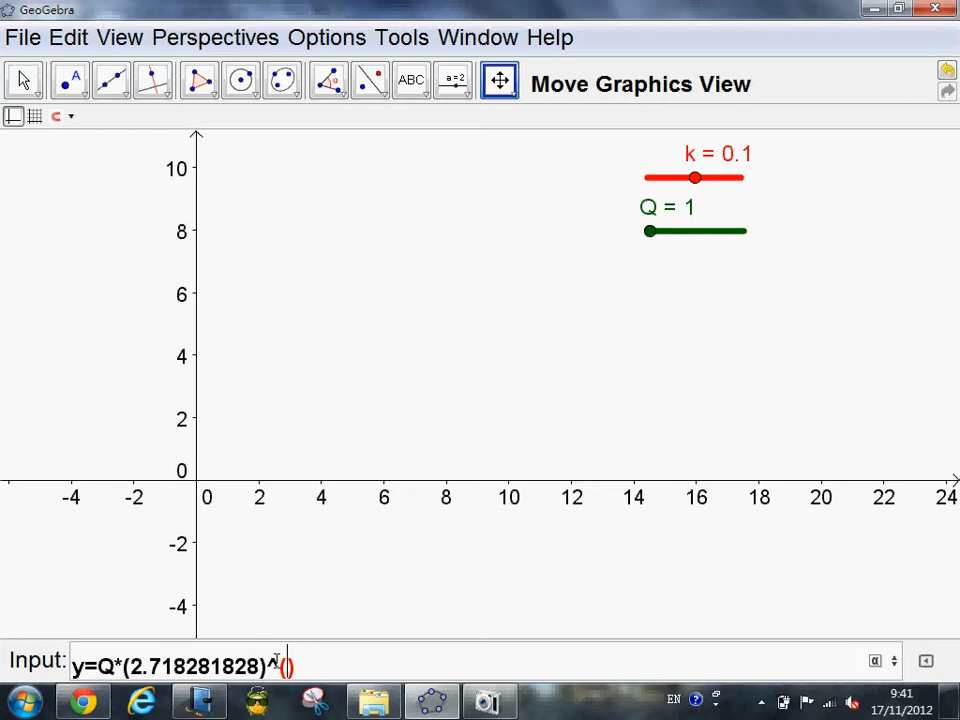 GeoGebra
File Edit View Perspectives Options Tools Window Help
A
α
ABC
a=2
Move Graphics View
k = 0.1
Q = 1
10
8
6
4
2
0
-2
-4
-4 -2 0 2 4 6 8 10 12 14 16 18 20 22 24
Input: y=Q*(2.718281828)^()
α
EN
9:41
17/11/2012